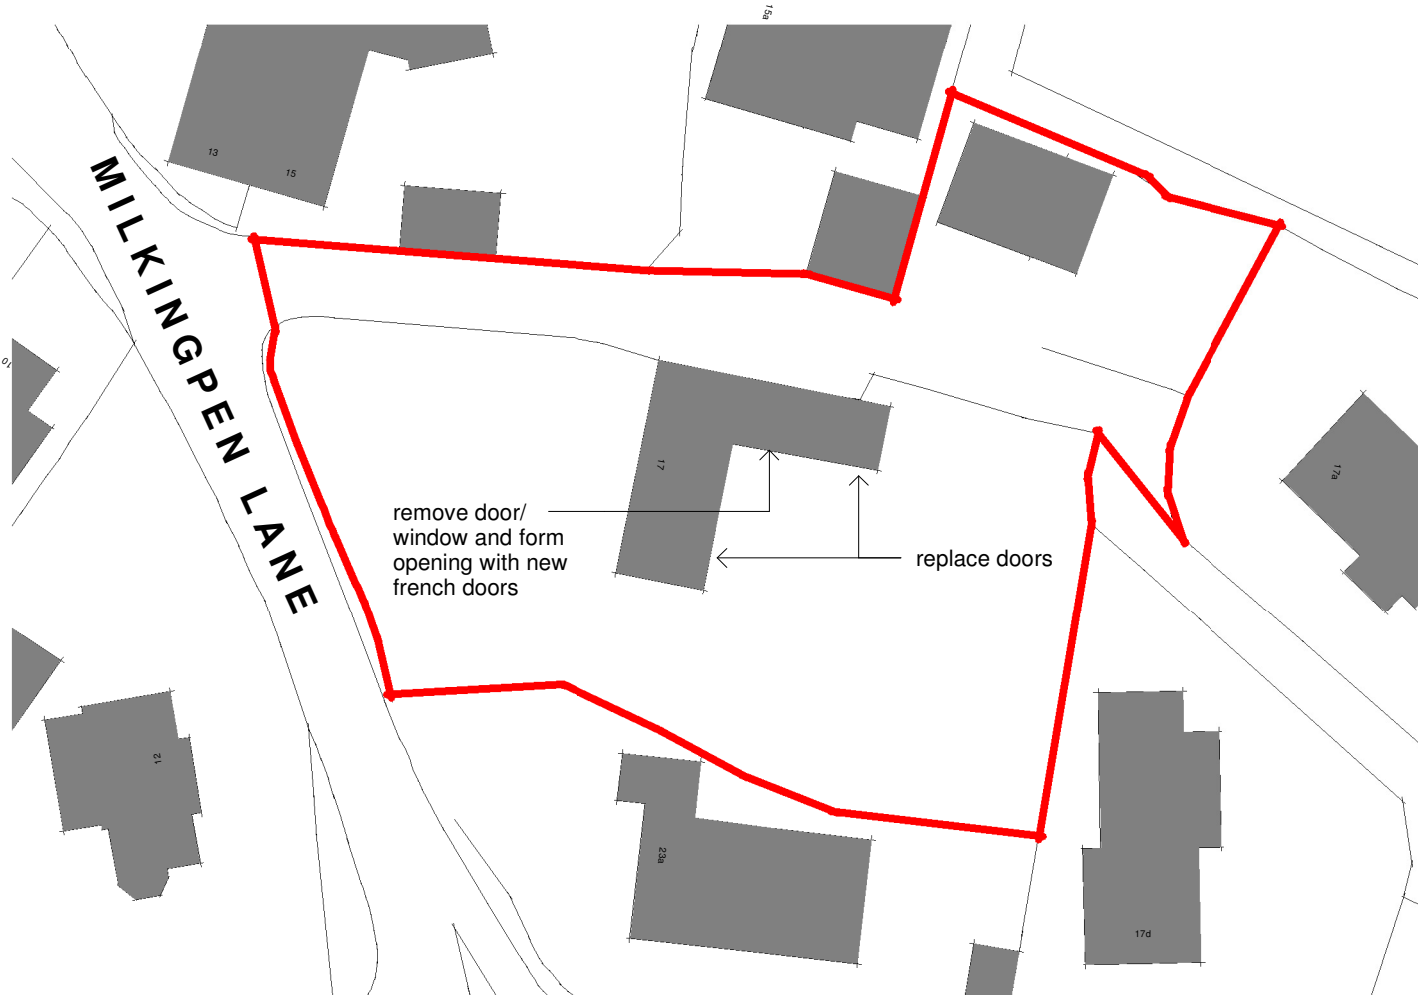 15a
13
15
MILKINGPEN LANE
10
17
17a
remove door/
window and form
opening with new
french doors
replace doors
12
23a
17d